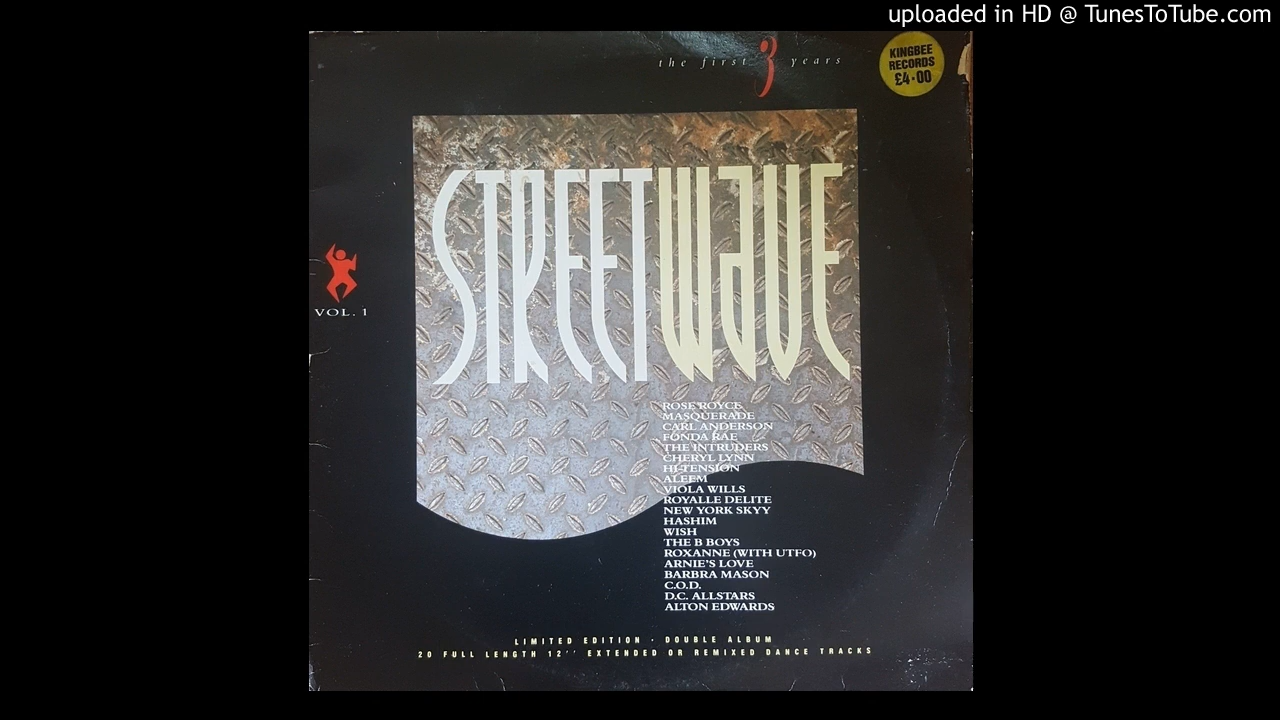 uploaded in HD @ TunesToTube.com
the first 3 years
KINGBEE
RECORDS
£4·00
STREETWAVE
VOL. 1
ROSE ROYCE
MASQUERADE
CARL ANDERSON
FONDA RAE
THE INTRUDERS
CHERYL LYNN
HI-TENSION
ALEEM
VIOLA WILLS
ROYALLE DELITE
NEW YORK SKYY
HASHIM
WISH
THE B BOYS
ROXANNE (WITH UTFO)
ARNIE'S LOVE
BARBRA MASON
C.O.D.
D.C. ALLSTARS
ALTON EDWARDS
LIMITED EDITION · DOUBLE ALBUM
20 FULL LENGTH 12'' EXTENDED OR REMIXED DANCE TRACKS